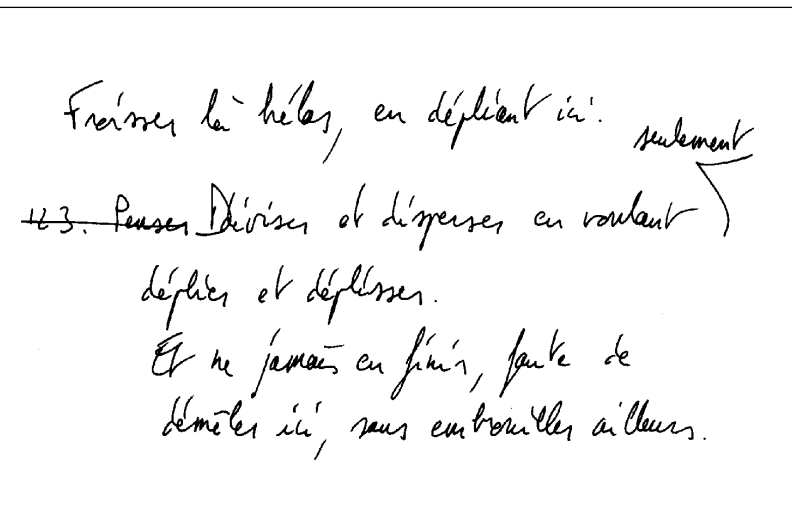 Froisser là hélas, en dépliant ici.
seulement
123. Penser Diviser et disperser en voulant
déplier et déplisser.
Et ne jamais en finir, faute de
démêler ici, sans embrouiller ailleurs.